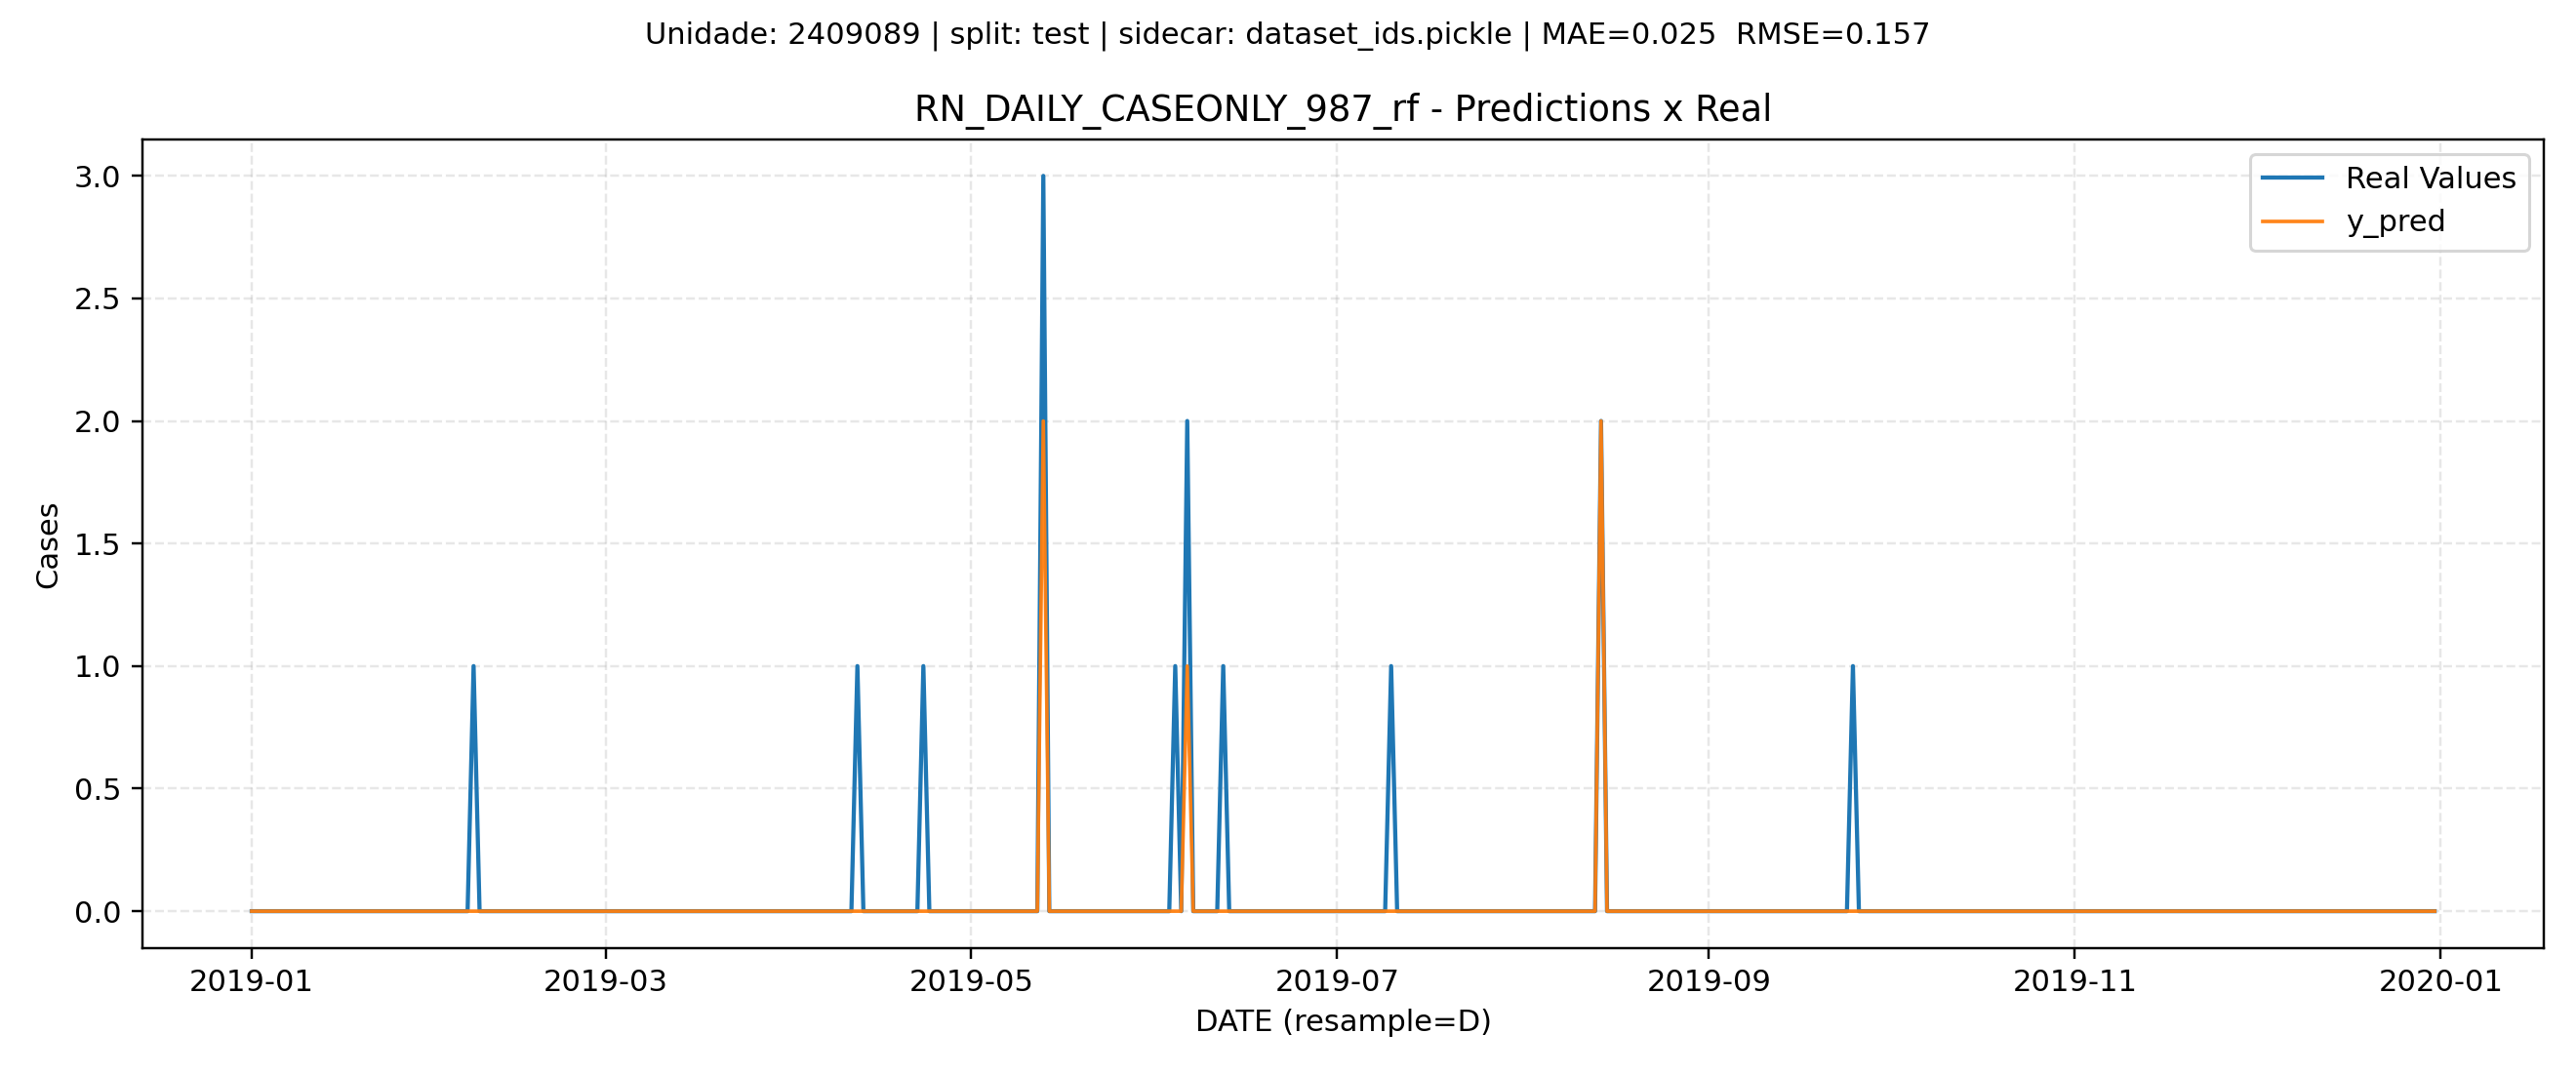 Unidade: 2409089 | split: test | sidecar: dataset_ids.pickle | MAE=0.025  RMSE=0.157
RN_DAILY_CASEONLY_987_rf - Predictions x Real
Real Values
y_pred
Cases
3.0
2.5
2.0
1.5
1.0
0.5
0.0
2019-01 2019-03 2019-05 2019-07 2019-09 2019-11 2020-01
DATE (resample=D)